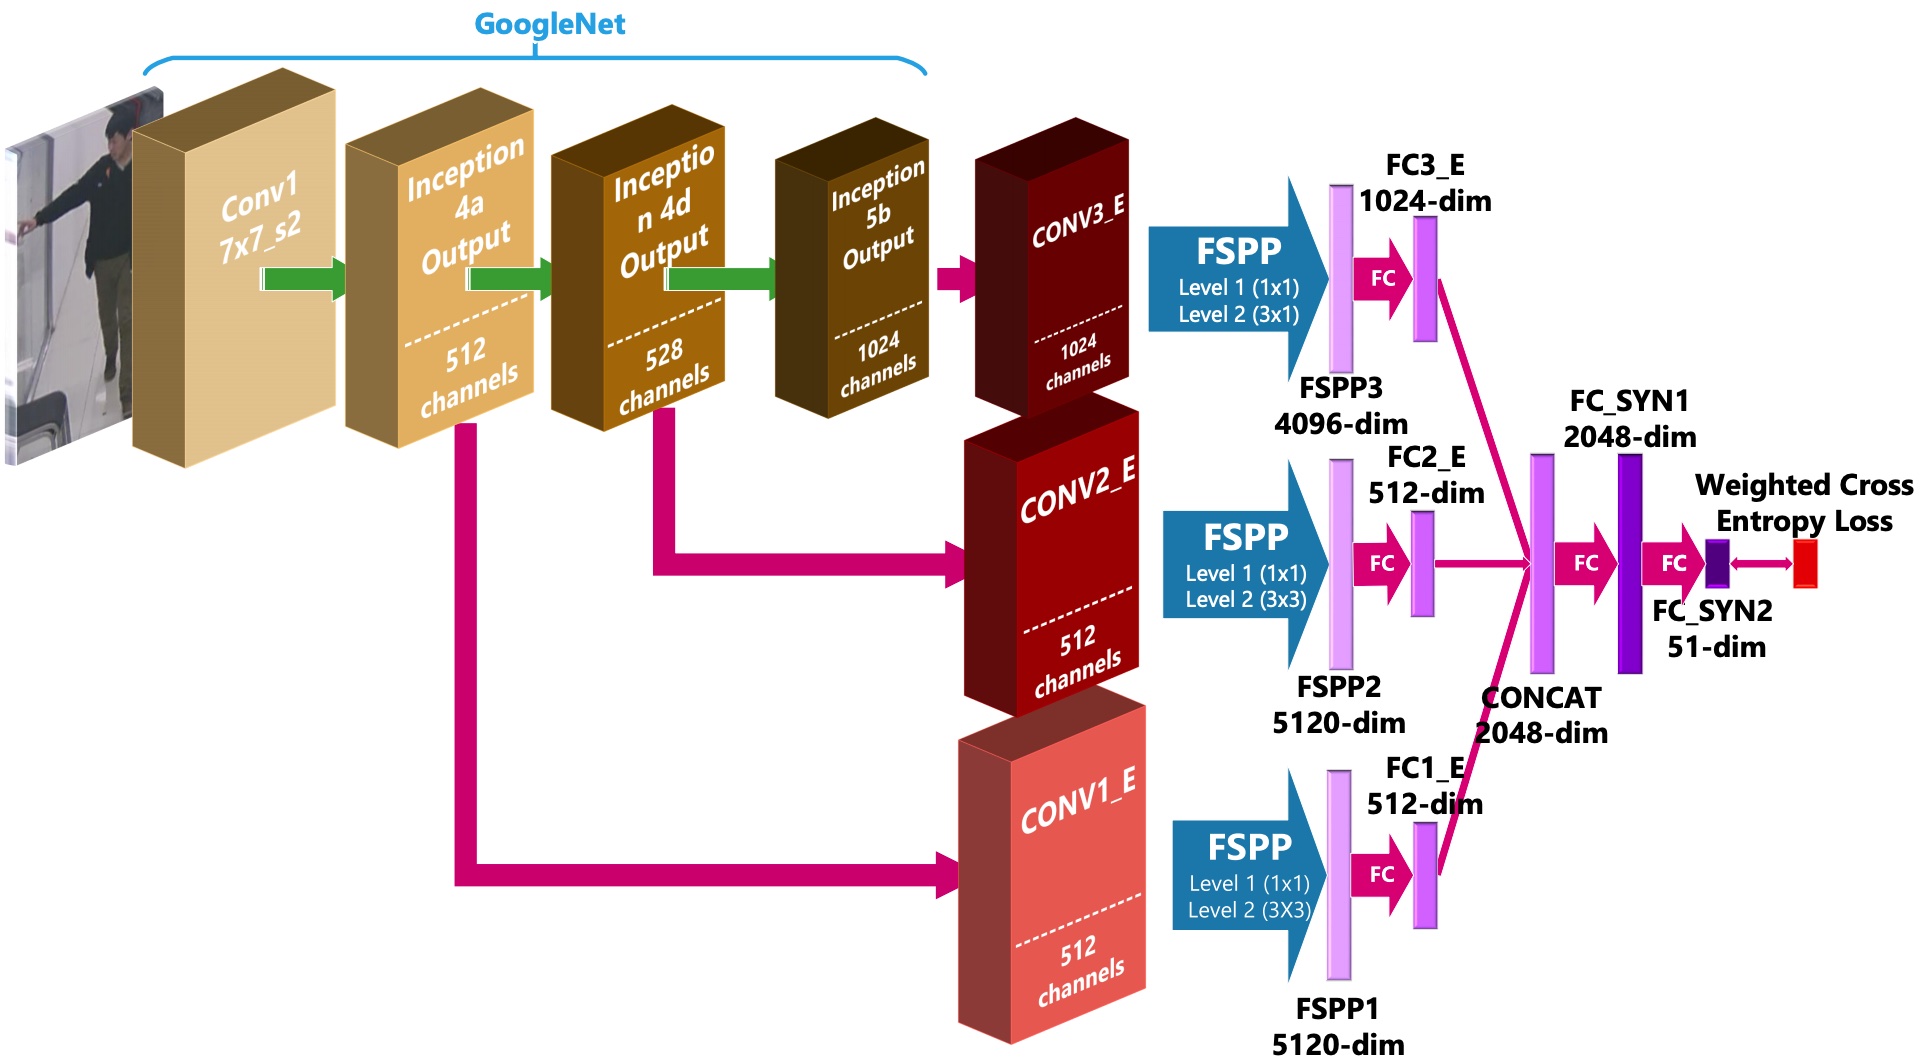 GoogleNet
Conv1
7x7_s2
Inception
4a
Output
512
channels
Inceptio
n 4d
Output
528
channels
Inception
5b
Output
1024
channels
CONV3_E
1024
channels
CONV2_E
512
channels
CONV1_E
512
channels
FSPP
Level 1 (1x1)
Level 2 (3x1)
FSPP3
4096-dim
FC
FC3_E
1024-dim
FSPP
Level 1 (1x1)
Level 2 (3x3)
FSPP2
5120-dim
FC
FC2_E
512-dim
FSPP
Level 1 (1x1)
Level 2 (3X3)
FSPP1
5120-dim
FC
FC1_E
512-dim
CONCAT
2048-dim
FC
FC_SYN1
2048-dim
FC
FC_SYN2
51-dim
Weighted Cross
Entropy Loss